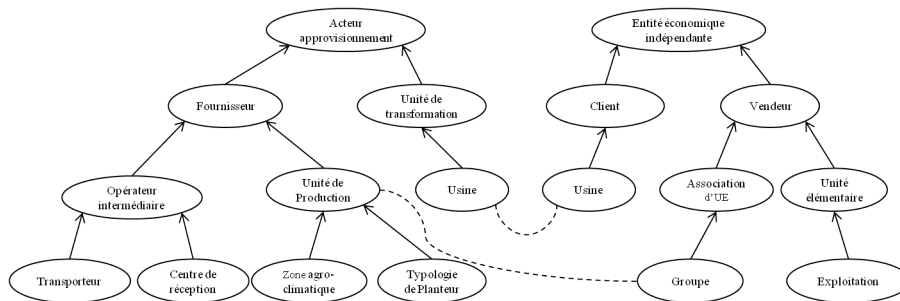 Acteur
approvisionnement
Entité économique
indépendante
Fournisseur
Unité de
transformation
Client
Vendeur
Opérateur
intermédiaire
Unité de
Production
Usine
Usine
Association
d'UE
Unité
élémentaire
Transporteur
Centre de
réception
Zone agro-
climatique
Typologie
de Planteur
Groupe
Exploitation